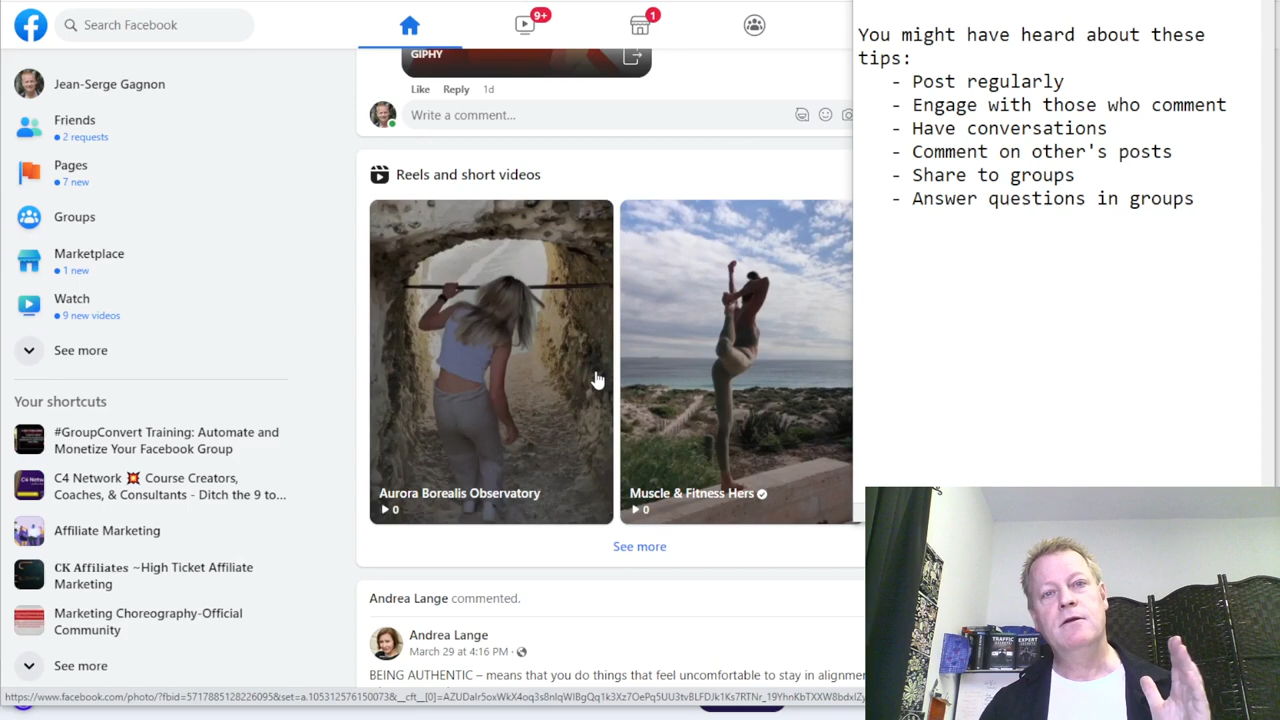 Search Facebook
9+
1
You might have heard about these
tips:
- Post regularly
- Engage with those who comment
- Have conversations
- Comment on other's posts
- Share to groups
- Answer questions in groups
Jean-Serge Gagnon
Friends
2 requests
Pages
7 new
Groups
Marketplace
1 new
Watch
9 new videos
See more
Your shortcuts
#GroupConvert Training: Automate and
Monetize Your Facebook Group
C4 Network 💥 Course Creators,
Coaches, & Consultants - Ditch the 9 to...
Affiliate Marketing
CK Affiliates ~High Ticket Affiliate
Marketing
Marketing Choreography-Official
Community
See more
GIPHY
Like Reply 1d
Write a comment...
Reels and short videos
Aurora Borealis Observatory
0
Muscle & Fitness Hers
0
See more
Andrea Lange commented.
Andrea Lange
March 29 at 4:16 PM ·
BEING AUTHENTIC – means that you do things that feel uncomfortable to stay in alignmer
TRAFFIC
EXPERT